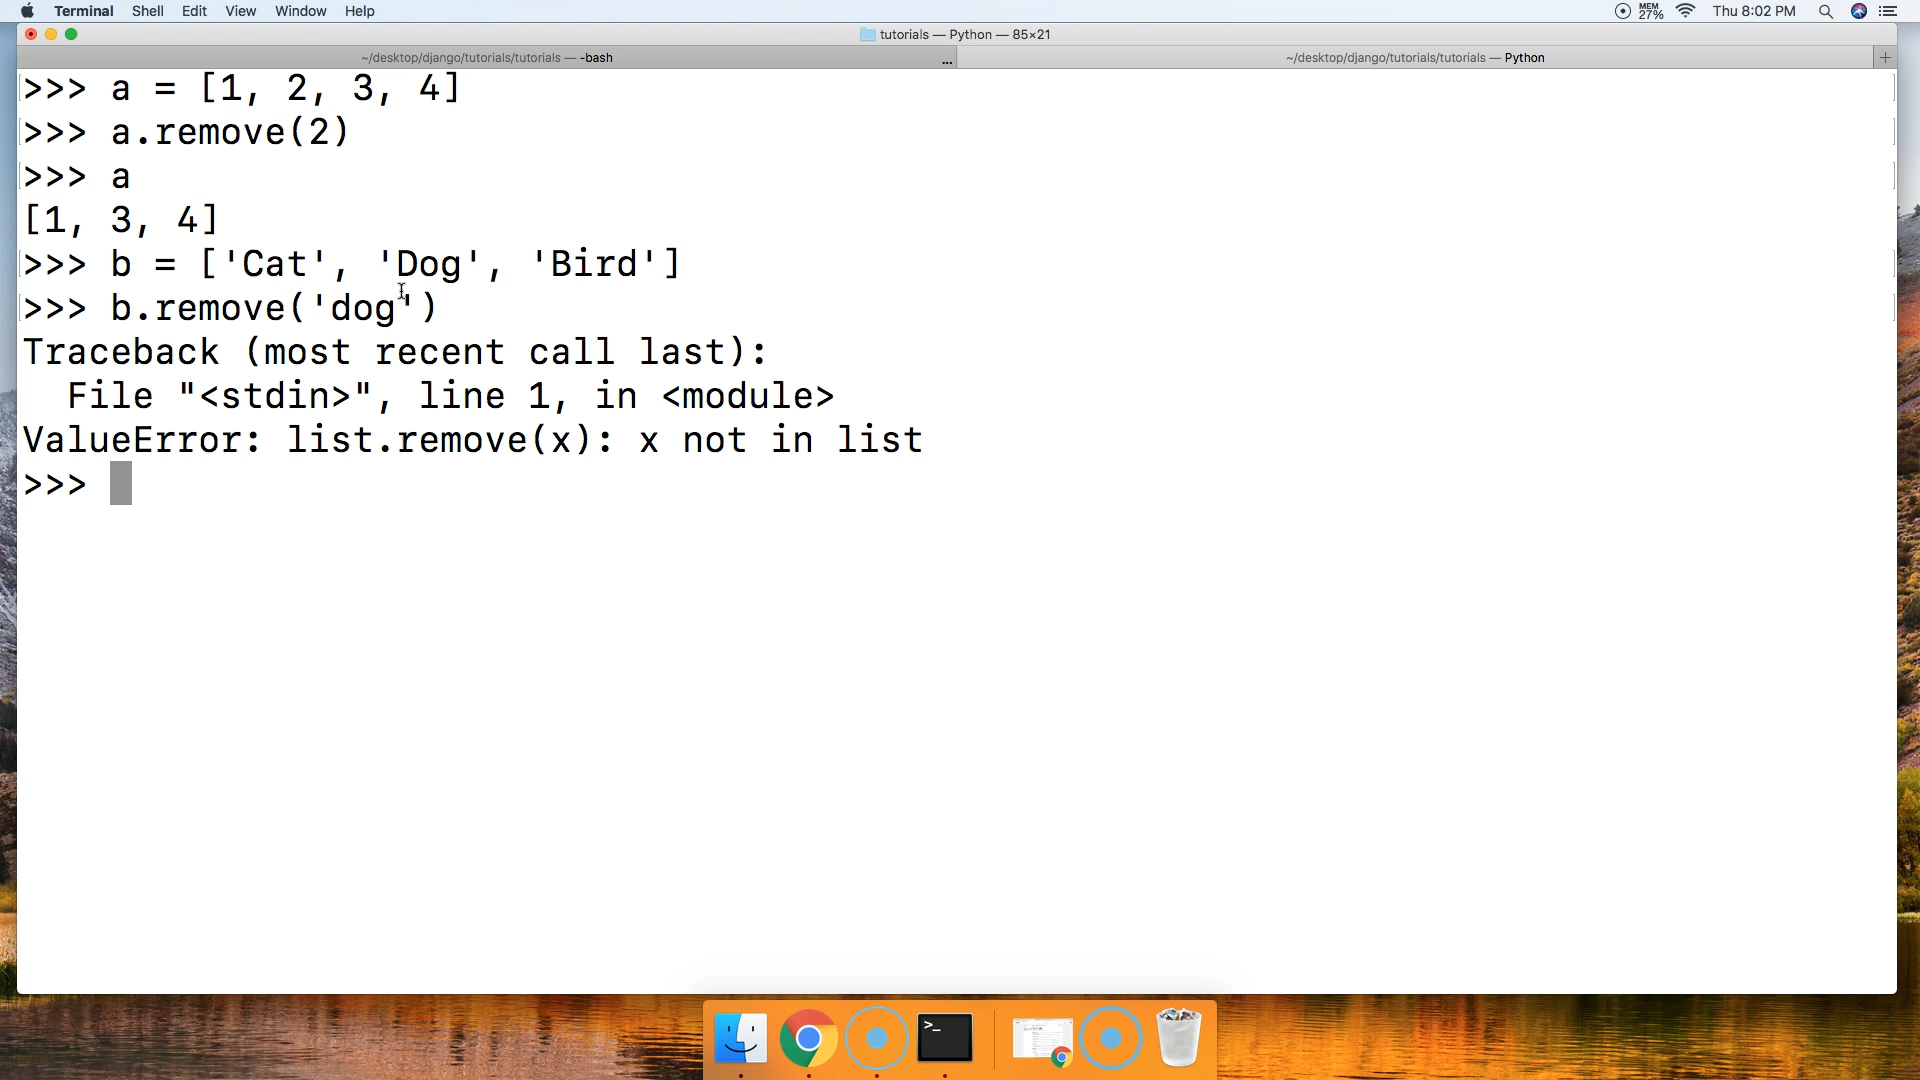 Terminal Shell Edit View Window Help MEM 27% Thu 8:02 PM
tutorials — Python — 85×21
~/desktop/django/tutorials/tutorials — -bash ... ~/desktop/django/tutorials/tutorials — Python +
>>> a = [1, 2, 3, 4]
>>> a.remove(2)
>>> a
[1, 3, 4]
>>> b = ['Cat', 'Dog', 'Bird']
>>> b.remove('dog')
Traceback (most recent call last):
  File "<stdin>", line 1, in <module>
ValueError: list.remove(x): x not in list
>>>
>_